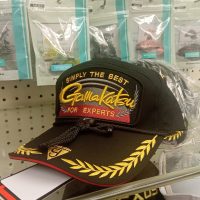 SIMPLY THE BEST
Gamakatsu
FOR EXPERTS